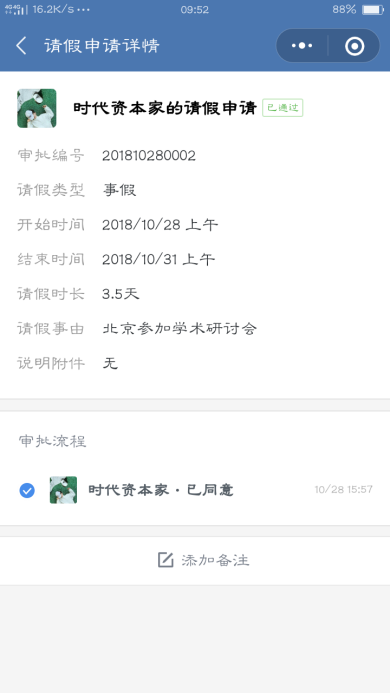 4G 4G 16.2K/s ··· 09:52 88%
请假申请详情
时代资本家的请假申请 已通过
审批编号 201810280002
请假类型 事假
开始时间 2018/10/28 上午
结束时间 2018/10/31 上午
请假时长 3.5天
请假事由 北京参加学术研讨会
说明附件 无
审批流程
时代资本家·已同意 10/28 15:57
添加备注